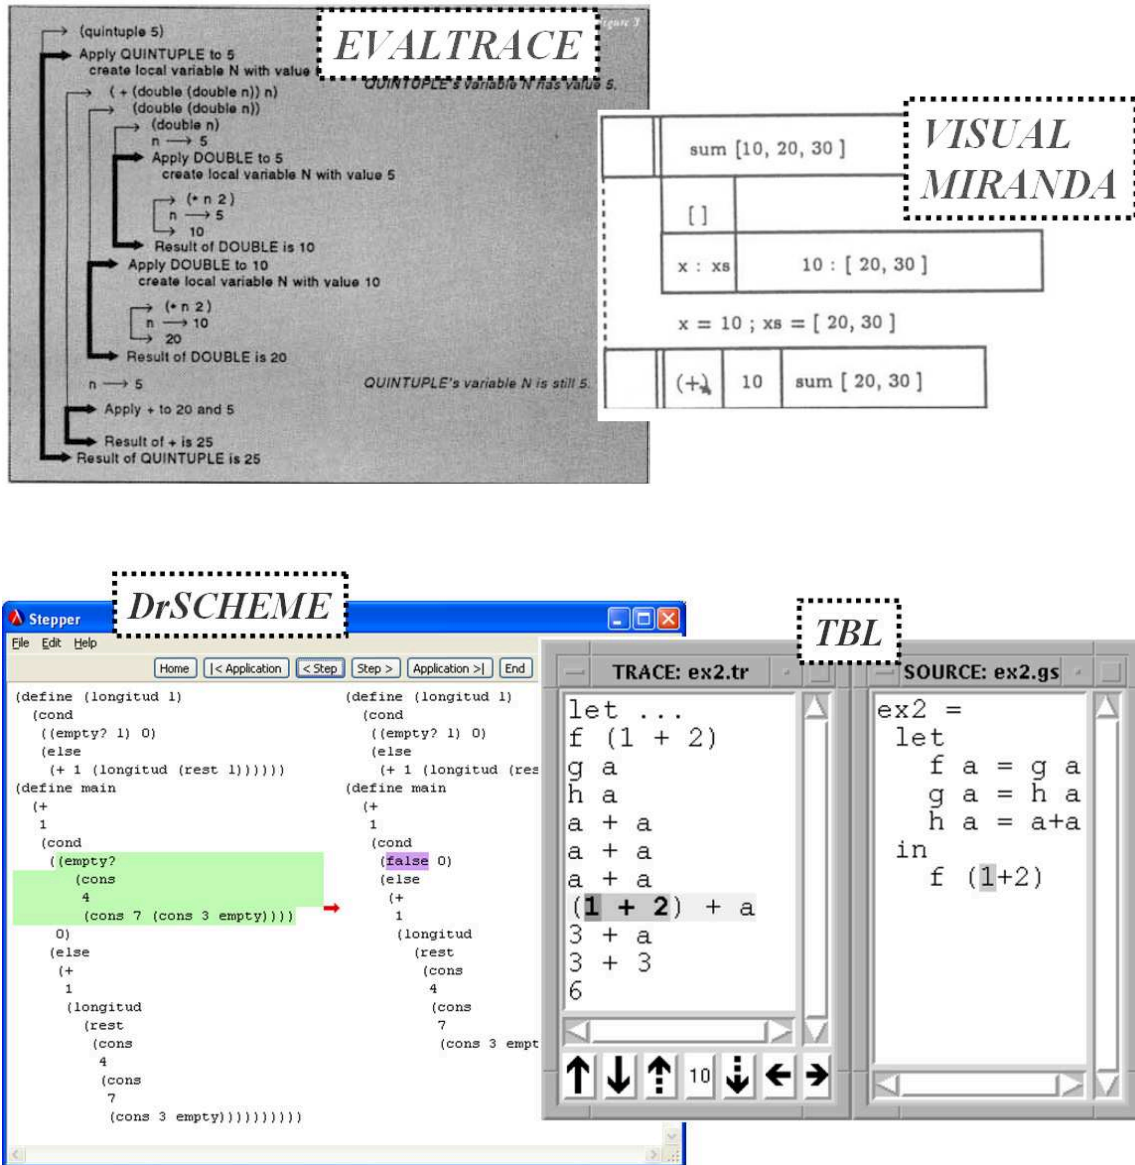 Figure 3
EVALTRACE
(quintuple 5)
Apply QUINTUPLE to 5
create local variable N with value
QUINTUPLE's variable N has value 5.
( + (double (double n)) n)
(double (double n))
(double n)
n → 5
Apply DOUBLE to 5
create local variable N with value 5
(* n 2)
n → 5
10
Result of DOUBLE is 10
Apply DOUBLE to 10
create local variable N with value 10
(* n 2)
n → 10
20
Result of DOUBLE is 20
n → 5
QUINTUPLE's variable N is still 5.
Apply + to 20 and 5
Result of + is 25
Result of QUINTUPLE is 25
VISUAL
MIRANDA
sum [10, 20, 30 ]
[ ]
x : xs 10 : [ 20, 30 ]
x = 10 ; xs = [ 20, 30 ]
(+) 10 sum [ 20, 30 ]
DrSCHEME
Stepper
File Edit Help
Home |< Application < Step Step > Application >| End
(define (longitud l)
(cond
((empty? l) 0)
(else
(+ 1 (longitud (rest l))))))
(define main
(+
1
(cond
((empty?
(cons
4
(cons 7 (cons 3 empty))))
0)
(else
(+
1
(longitud
(rest
(cons
4
(cons
7
(cons 3 empty))))))))))
(define (longitud l)
(cond
((empty? l) 0)
(else
(+ 1 (longitud (res
(define main
(+
1
(cond
(false 0)
(else
(+
1
(longitud
(rest
(cons
4
(cons
7
(cons 3 empt
TBL
TRACE: ex2.tr
let ...
f (1 + 2)
g a
h a
a + a
a + a
a + a
(1 + 2) + a
3 + a
3 + 3
6
10
SOURCE: ex2.gs
ex2 =
let
f a = g a
g a = h a
h a = a+a
in
f (1+2)